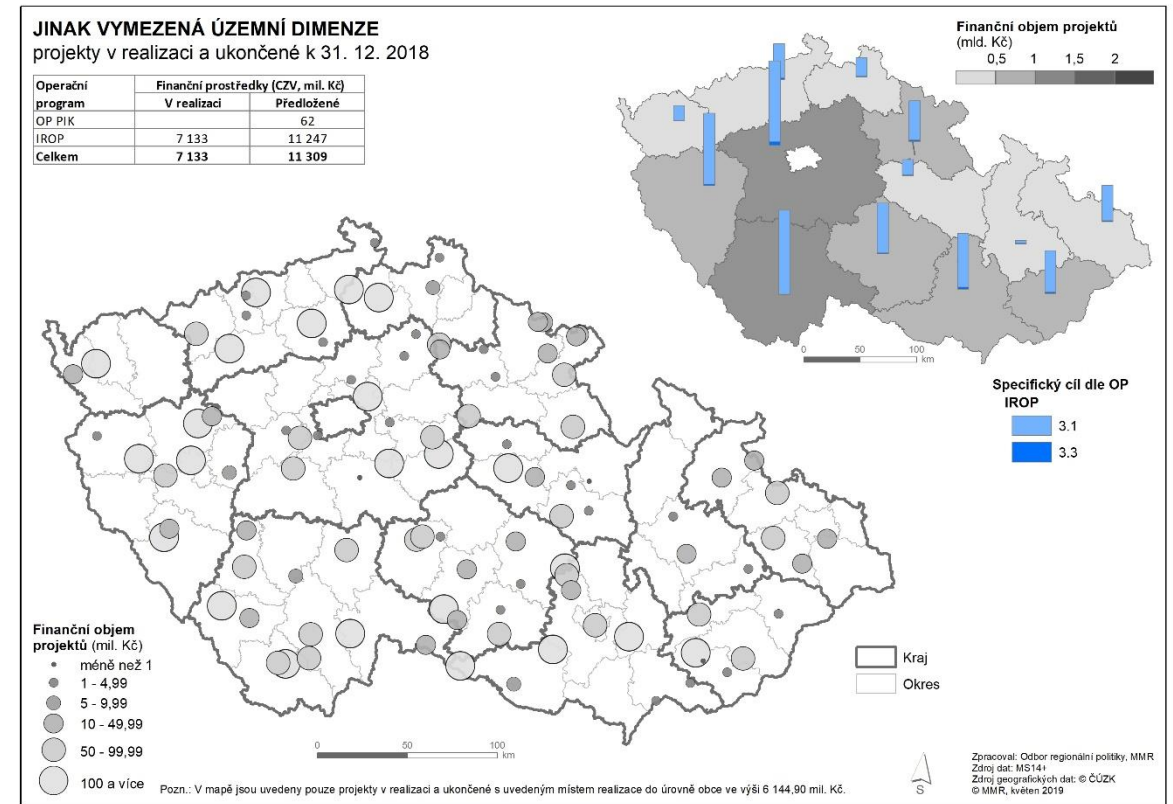 JINAK VYMEZENÁ ÚZEMNÍ DIMENZE
projekty v realizaci a ukončené k 31. 12. 2018
Operační program
Finanční prostředky (CZV, mil. Kč)
V realizaci Předložené
OP PIK 62
IROP 7 133 11 247
Celkem 7 133 11 309
Finanční objem projektů
(mld. Kč)
0,5 1 1,5 2
0 50 100
km
Specifický cíl dle OP
IROP
3.1
3.3
Finanční objem
projektů (mil. Kč)
méně než 1
1 - 4,99
5 - 9,99
10 - 49,99
50 - 99,99
100 a více
Kraj
Okres
0 50 100
km
Pozn.: V mapě jsou uvedeny pouze projekty v realizaci a ukončené s uvedeným místem realizace do úrovně obce ve výši 6 144,90 mil. Kč.
S
Zpracoval: Odbor regionální politiky, MMR
Zdroj dat: MS14+
Zdroj geografických dat: © ČÚZK
© MMR, květen 2019